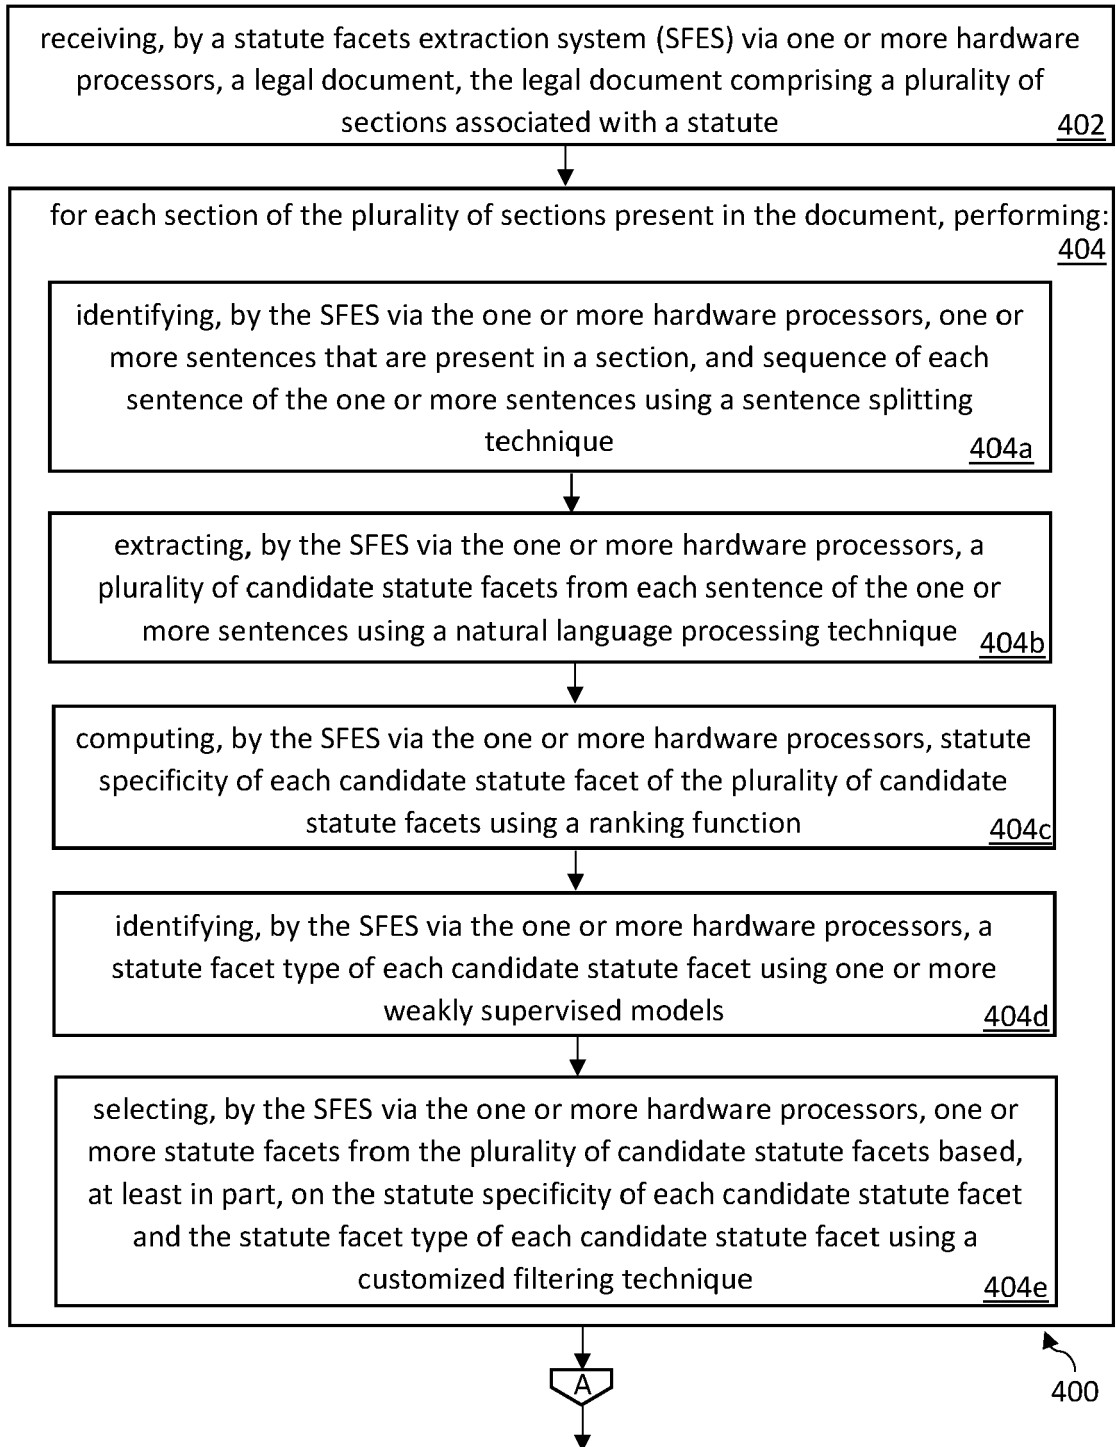 receiving, by a statute facets extraction system (SFES) via one or more hardware
processors, a legal document, the legal document comprising a plurality of
sections associated with a statute
402
for each section of the plurality of sections present in the document, performing:
404
identifying, by the SFES via the one or more hardware processors, one or
more sentences that are present in a section, and sequence of each
sentence of the one or more sentences using a sentence splitting
technique
404a
extracting, by the SFES via the one or more hardware processors, a
plurality of candidate statute facets from each sentence of the one or
more sentences using a natural language processing technique
404b
computing, by the SFES via the one or more hardware processors, statute
specificity of each candidate statute facet of the plurality of candidate
statute facets using a ranking function
404c
identifying, by the SFES via the one or more hardware processors, a
statute facet type of each candidate statute facet using one or more
weakly supervised models
404d
selecting, by the SFES via the one or more hardware processors, one or
more statute facets from the plurality of candidate statute facets based,
at least in part, on the statute specificity of each candidate statute facet
and the statute facet type of each candidate statute facet using a
customized filtering technique
404e
A
400